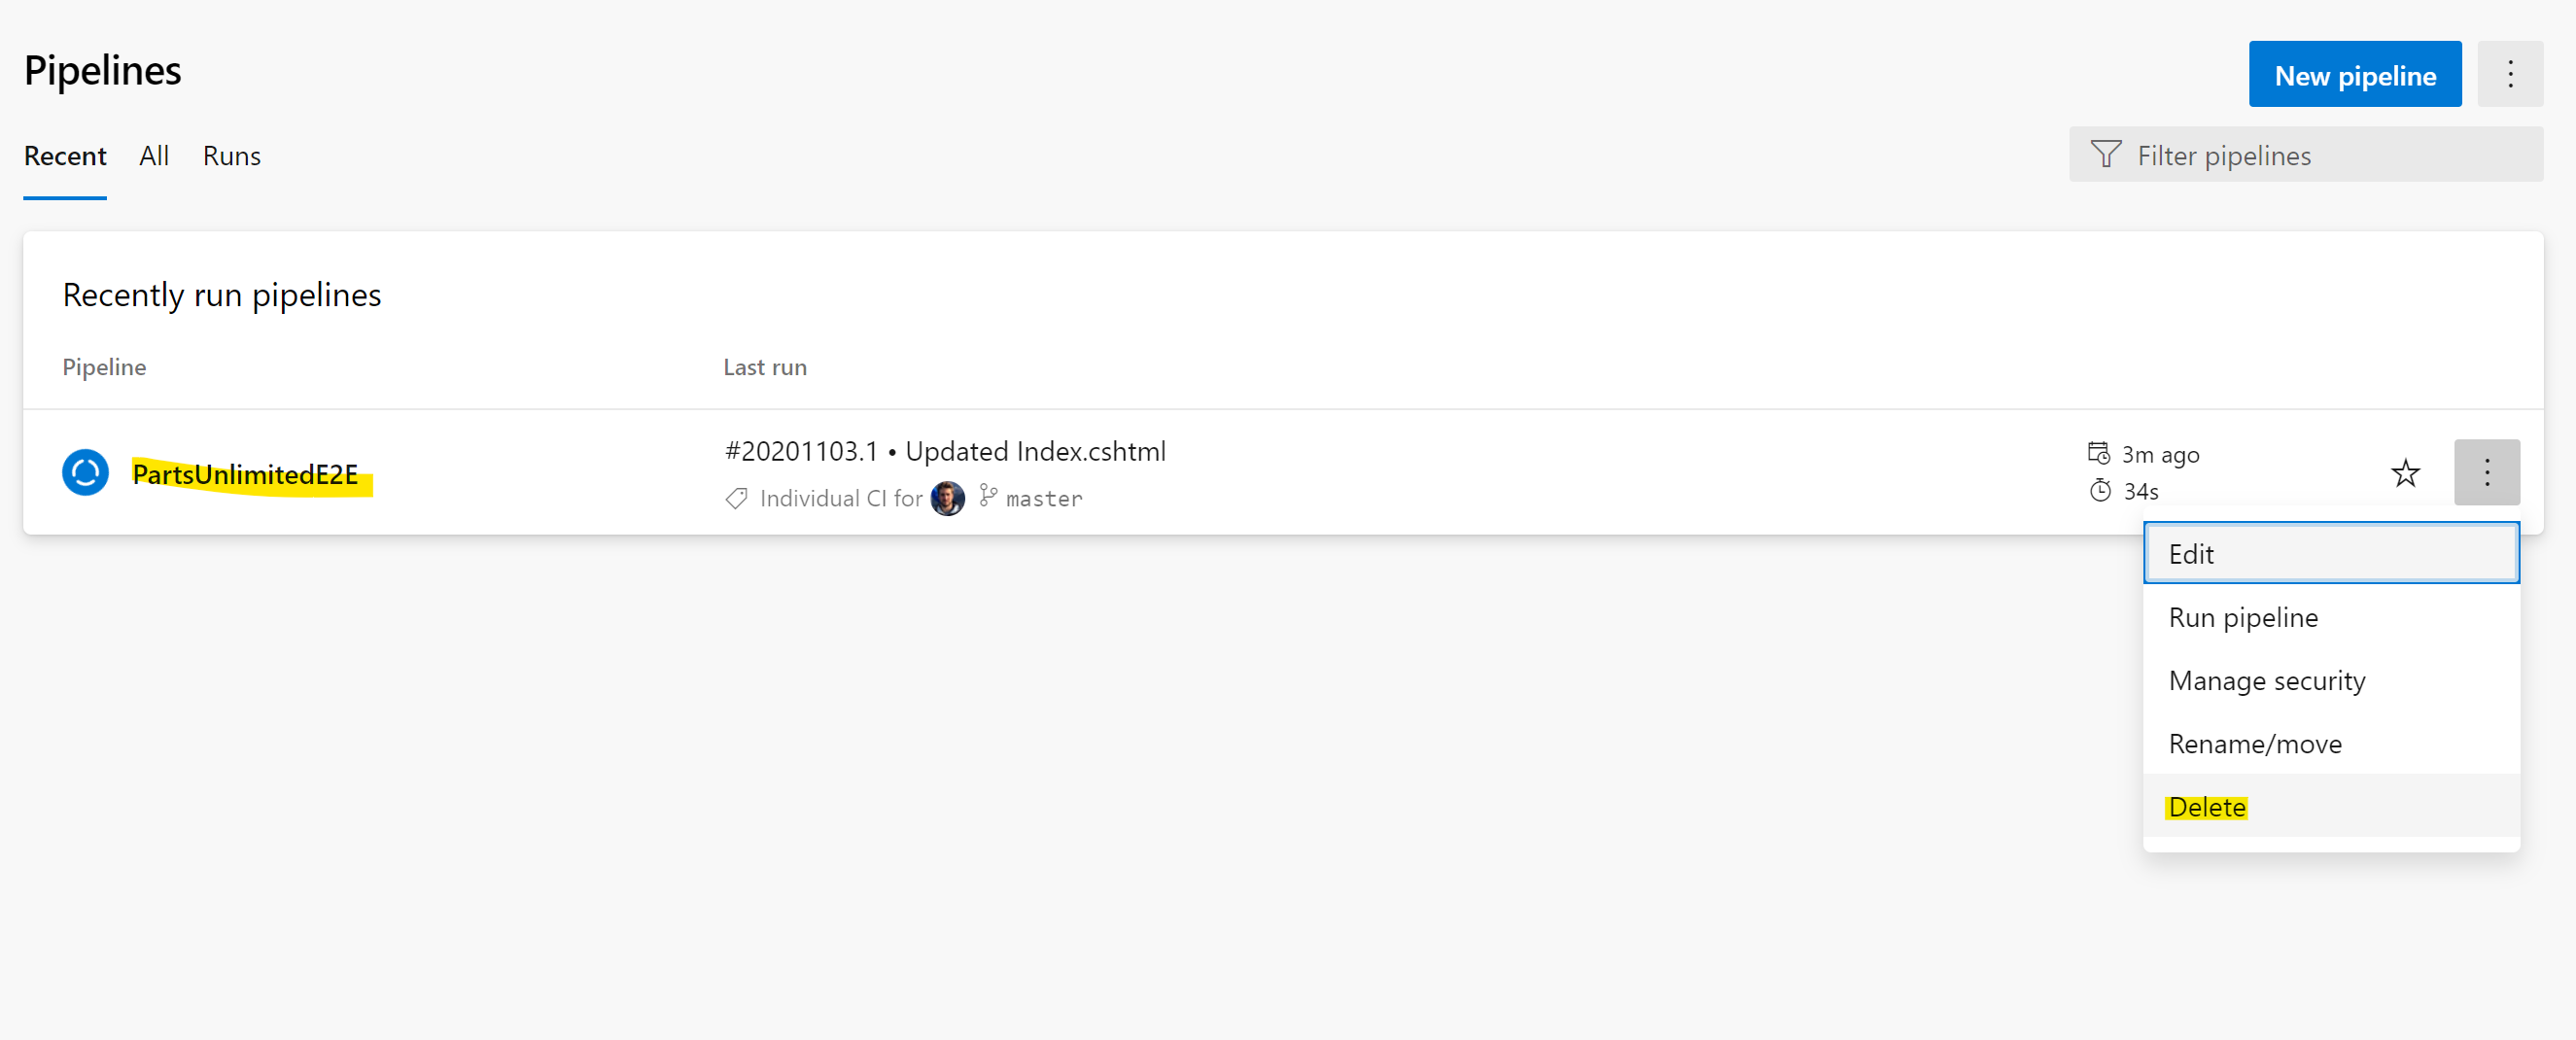 Pipelines
New pipeline
Recent All Runs
Filter pipelines
Recently run pipelines
Pipeline Last run
PartsUnlimitedE2E
#20201103.1 • Updated Index.cshtml
Individual CI for master
3m ago
34s
Edit
Run pipeline
Manage security
Rename/move
Delete